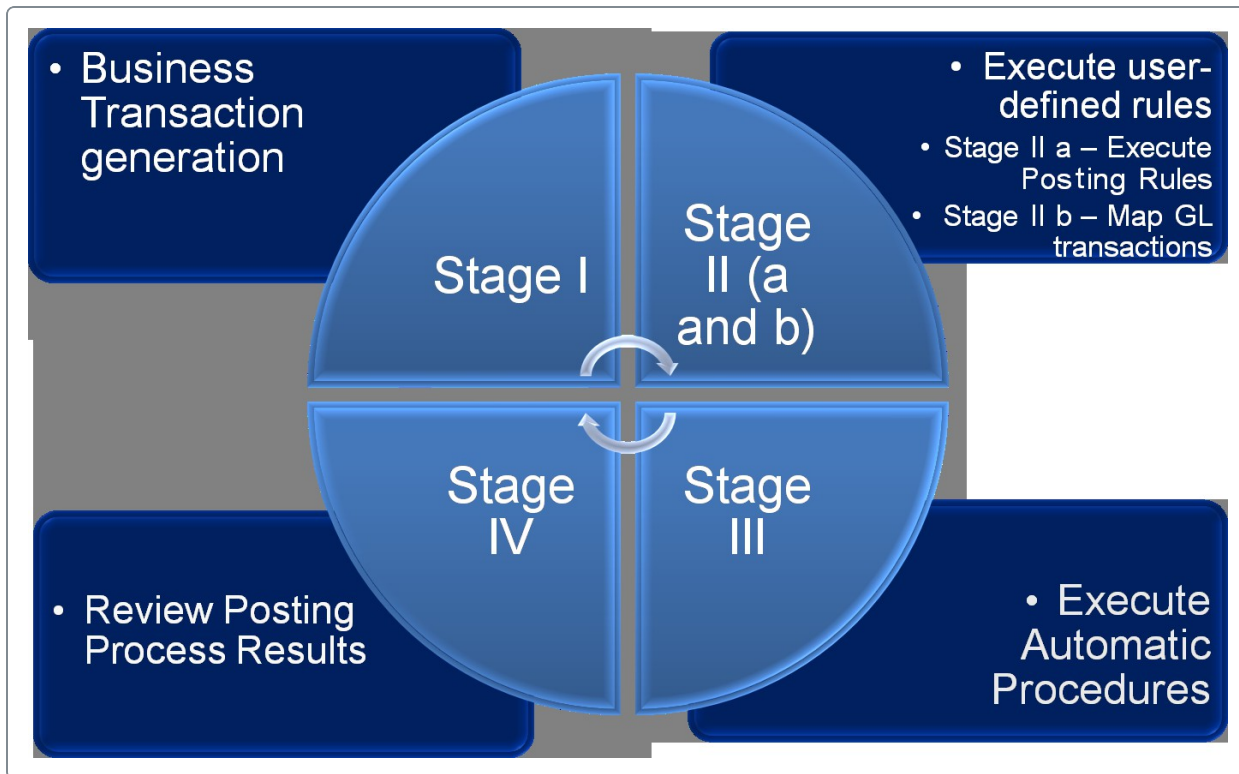 • Business
Transaction
generation
• Execute user-
defined rules
• Stage II a – Execute
Posting Rules
• Stage II b – Map GL
transactions
Stage I
Stage
II (a
and b)
Stage
IV
Stage
III
• Review Posting
Process Results
• Execute
Automatic
Procedures